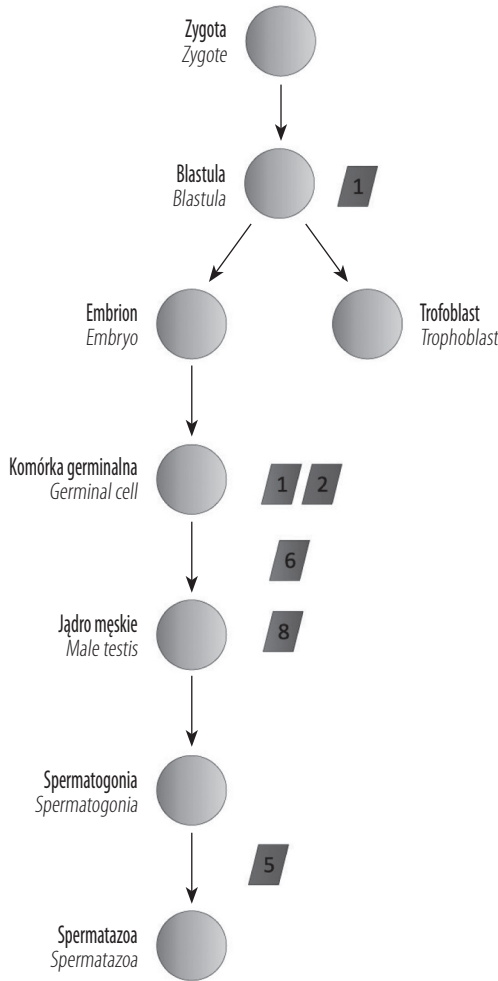 Zygota
Zygote
Blastula
Blastula
1
Embrion
Embryo
Trofoblast
Trophoblast
Komórka germinalna
Germinal cell
1 2
6
Jądro męskie
Male testis
8
Spermatogonia
Spermatogonia
5
Spermatazoa
Spermatazoa